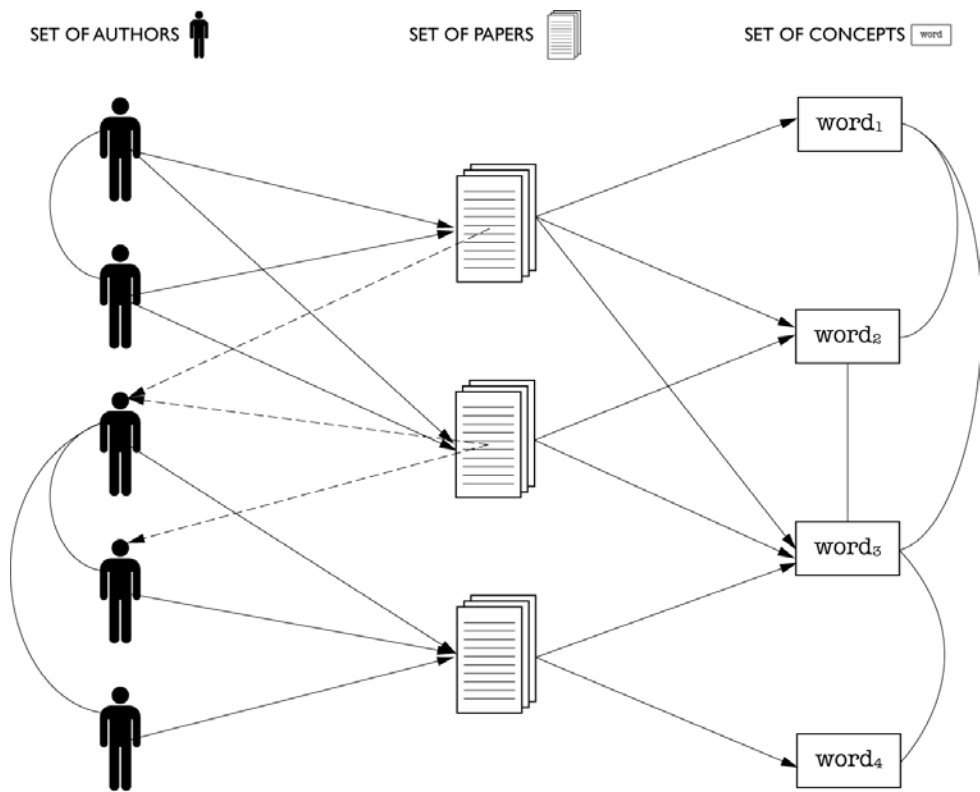 SET OF AUTHORS
SET OF PAPERS
SET OF CONCEPTS word
word₁
word₂
word₃
word₄